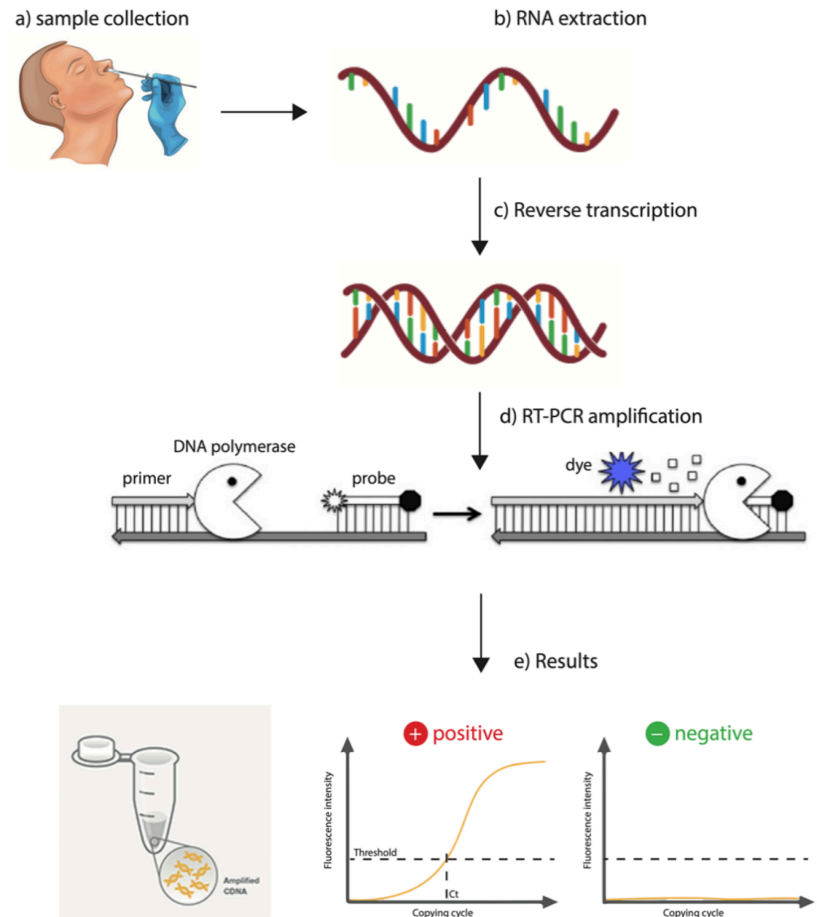 a) sample collection
b) RNA extraction
c) Reverse transcription
d) RT-PCR amplification
DNA polymerase
primer
probe
dye
e) Results
+ positive
− negative
Fluorescence intensity
Threshold
Ct
Copying cycle
Fluorescence intensity
Copying cycle
Amplified
CDNA